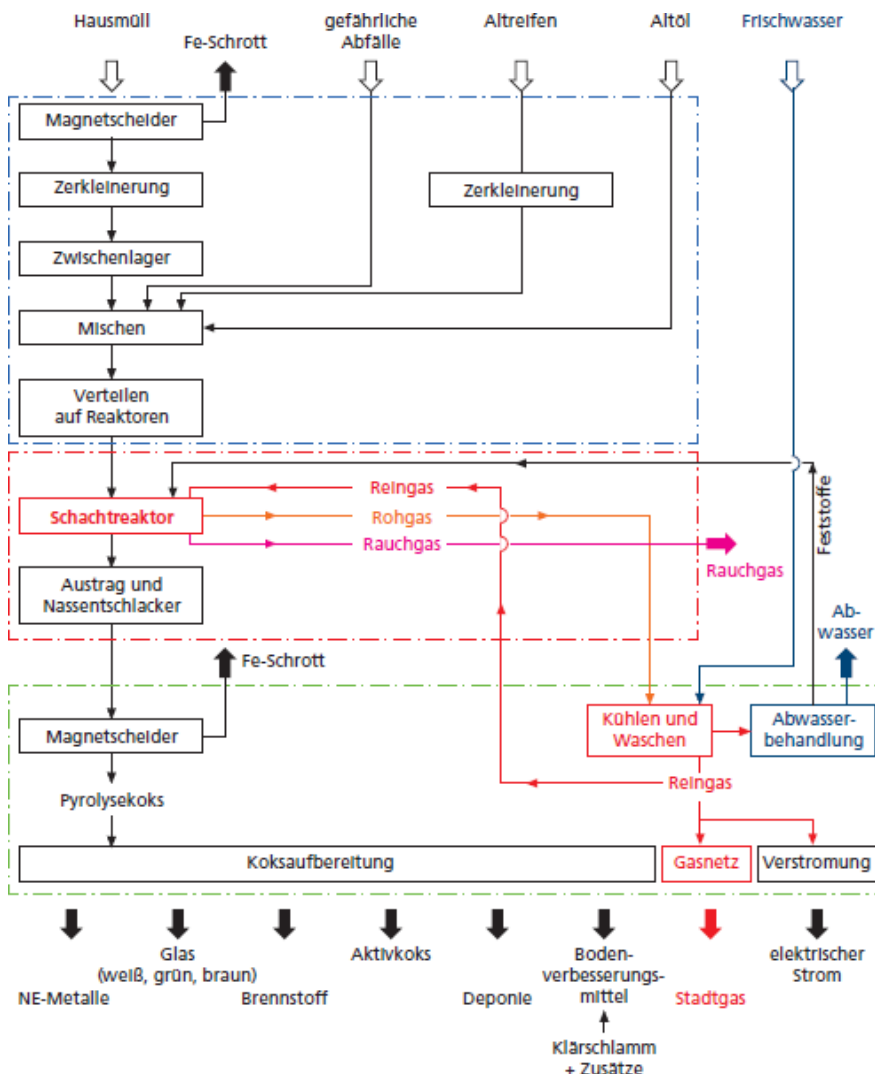 Hausmüll
Fe-Schrott
gefährliche
Abfälle
Altreifen
Altöl
Frischwasser
Magnetscheider
Zerkleinerung
Zerkleinerung
Zwischenlager
Mischen
Verteilen
auf Reaktoren
Reingas
Schachtreaktor
Rohgas
Rauchgas
Rauchgas
Feststoffe
Austrag und
Nassentschlacker
Ab-
wasser
Fe-Schrott
Magnetscheider
Kühlen und
Waschen
Abwasser-
behandlung
Reingas
Pyrolysekoks
Koksaufbereitung
Gasnetz
Verstromung
NE-Metalle
Glas
(weiß, grün, braun)
Brennstoff
Aktivkoks
Deponie
Boden-
verbesserungs-
mittel
Stadtgas
elektrischer
Strom
Klärschlamm
+ Zusätze